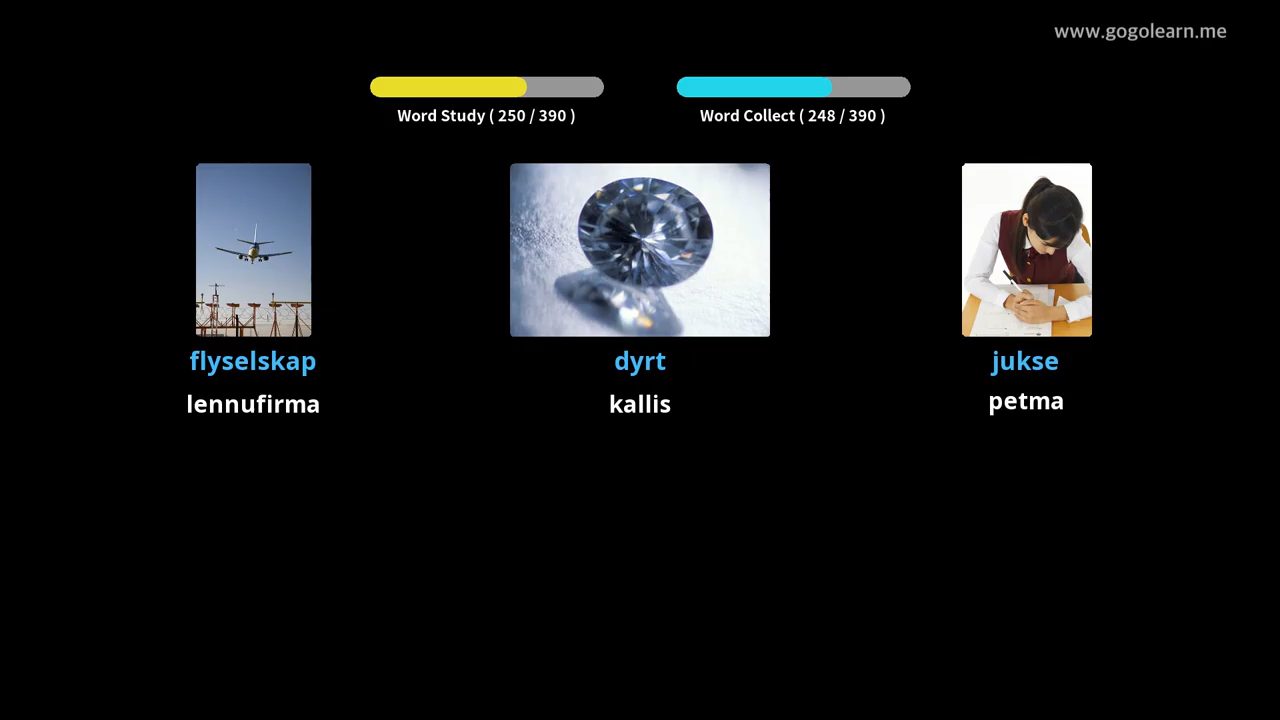 www.gogolearn.me
Word Study ( 250 / 390 )
Word Collect ( 248 / 390 )
flyselskap
dyrt
jukse
lennufirma
kallis
petma